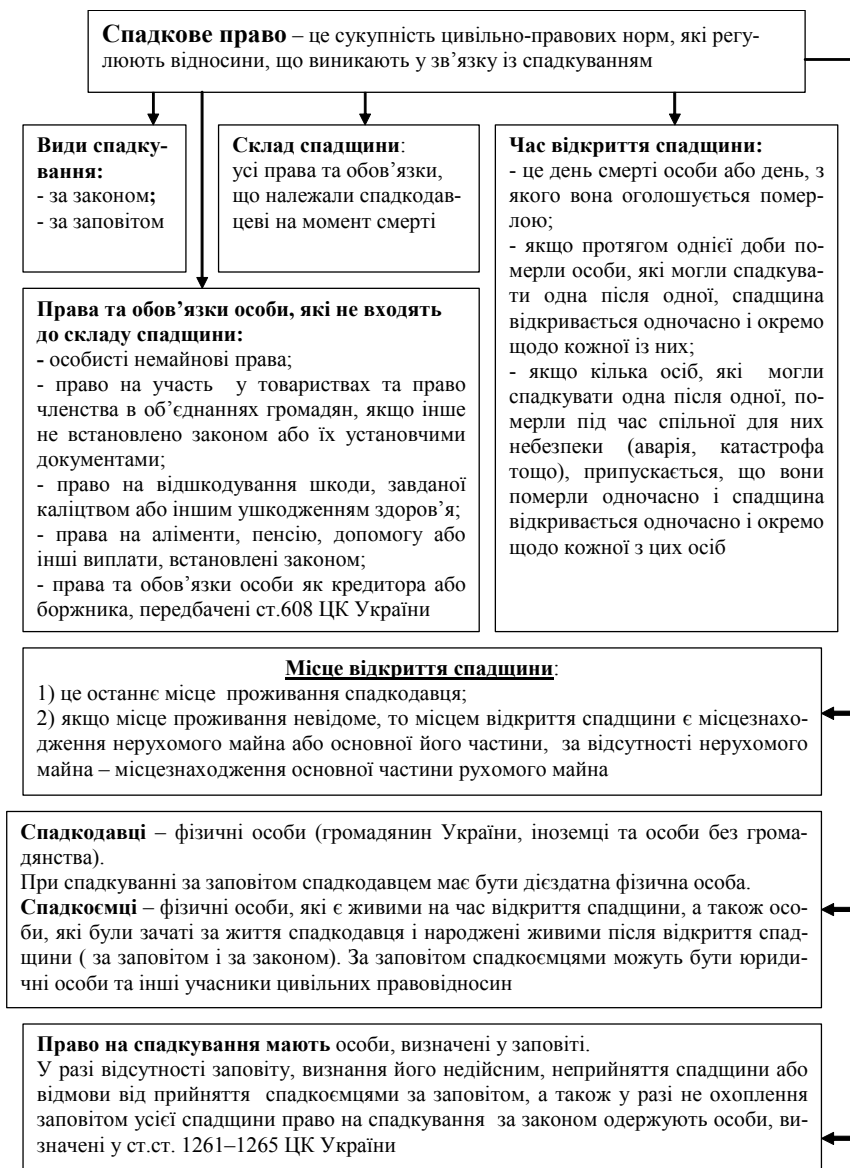 Спадкове право – це сукупність цивільно-правових норм, які регу-
люють відносини, що виникають у зв’язку із спадкуванням
Види спадку-
вання:
- за законом;
- за заповітом
Склад спадщини:
усі права та обов’язки,
що належали спадкодав-
цеві на момент смерті
Час відкриття спадщини:
- це день смерті особи або день, з
якого вона оголошується помер-
лою;
- якщо протягом однієї доби по-
мерли особи, які могли спадкува-
ти одна після одної, спадщина
відкривається одночасно і окремо
щодо кожної із них;
- якщо кілька осіб, які могли
спадкувати одна після одної, по-
мерли під час спільної для них
небезпеки (аварія, катастрофа
тощо), припускається, що вони
померли одночасно і спадщина
відкривається одночасно і окремо
щодо кожної з цих осіб
Права та обов’язки особи, які не входять
до складу спадщини:
- особисті немайнові права;
- право на участь у товариствах та право
членства в об’єднаннях громадян, якщо інше
не встановлено законом або їх установчими
документами;
- право на відшкодування шкоди, завданої
каліцтвом або іншим ушкодженням здоров’я;
- права на аліменти, пенсію, допомогу або
інші виплати, встановлені законом;
- права та обов’язки особи як кредитора або
боржника, передбачені ст.608 ЦК України
Місце відкриття спадщини:
1) це останнє місце проживання спадкодавця;
2) якщо місце проживання невідоме, то місцем відкриття спадщини є місцезнахо-
дження нерухомого майна або основної його частини, за відсутності нерухомого
майна – місцезнаходження основної частини рухомого майна
Спадкодавці – фізичні особи (громадянин України, іноземці та особи без грома-
дянства).
При спадкуванні за заповітом спадкодавцем має бути дієздатна фізична особа.
Спадкоємці – фізичні особи, які є живими на час відкриття спадщини, а також осо-
би, які були зачаті за життя спадкодавця і народжені живими після відкриття спад-
щини ( за заповітом і за законом). За заповітом спадкоємцями можуть бути юриди-
чні особи та інші учасники цивільних правовідносин
Право на спадкування мають особи, визначені у заповіті.
У разі відсутності заповіту, визнання його недійсним, неприйняття спадщини або
відмови від прийняття спадкоємцями за заповітом, а також у разі не охоплення
заповітом усієї спадщини право на спадкування за законом одержують особи, ви-
значені у ст.ст. 1261–1265 ЦК України